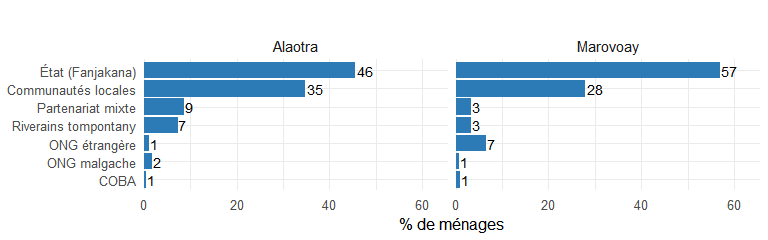 Alaotra Marovoay
État (Fanjakana) 46 57
Communautés locales 35 28
Partenariat mixte 9 3
Riverains tompontany 7 3
ONG étrangère 1 7
ONG malgache 2 1
COBA 1 1
0 20 40 60 0 20 40 60
% de ménages